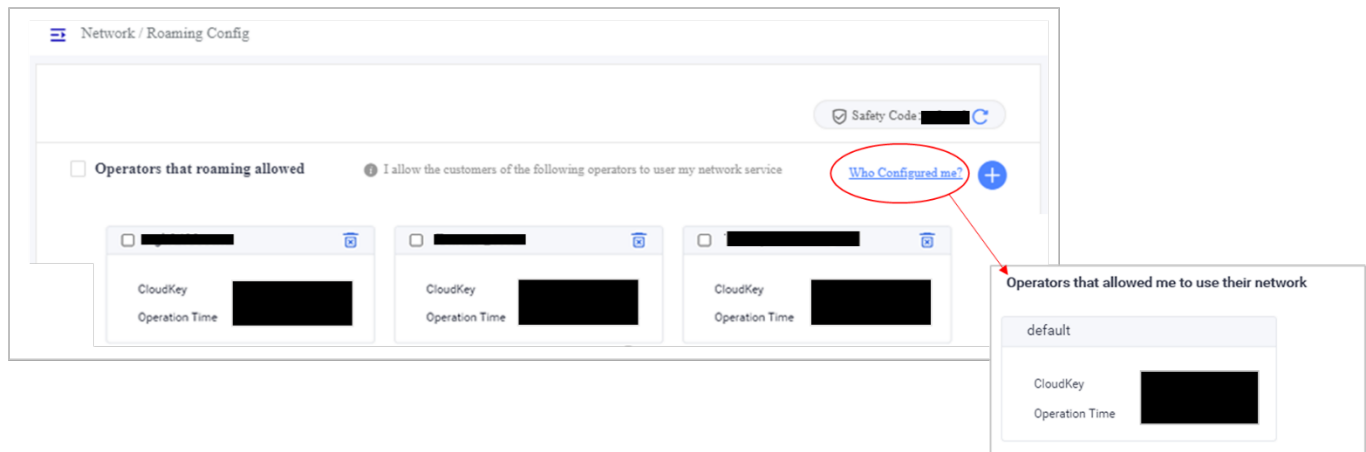 Network / Roaming Config
Safety Code:
Operators that roaming allowed
I allow the customers of the following operators to user my network service
Who Configured me?
CloudKey
Operation Time
CloudKey
Operation Time
CloudKey
Operation Time
Operators that allowed me to use their network
default
CloudKey
Operation Time